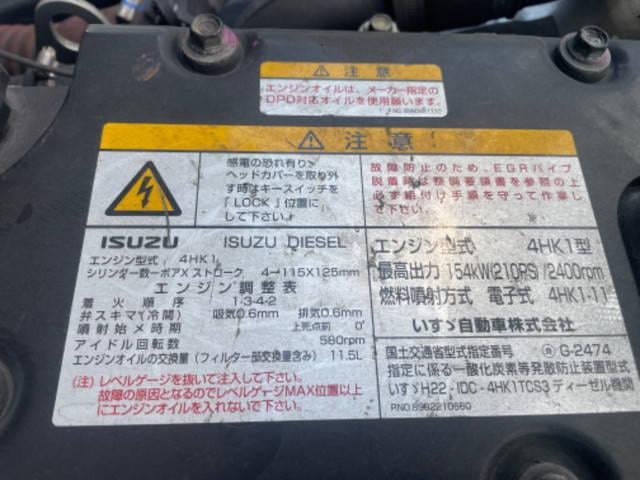 注意
エンジンオイルは、メーカー指定の
DPD対応オイルを使用願います。
注意
感電の恐れ有り、
ヘッドカバーを取り外
す時はキースイッチを
「LOCK」位置に
して下さい。
故障防止のため、EGRパイプ
脱着時は整備要領書を参照の上
必ず組付け手順を守って作業し
て下さい。
ISUZU ISUZU DIESEL
エンジン型式 4HK1
シリンダー数ーボアXストローク 4ー115X125mm
エンジン調整表
着火順序 1-3-4-2
弁スキマ(冷間) 吸気0.6mm 排気0.6mm
噴射始メ時期 上死点前 0°
アイドル回転数 580rpm
エンジンオイルの交換量(フィルター部交換量含み) 11.5L
(注)レベルゲージを抜いて注入して下さい。
故障の原因となるのでレベルゲージMAX位置以上
にエンジンオイルを入れないで下さい。
エンジン型式 4HK1型
最高出力 154kW(210PS)/2400rpm
燃料噴射方式 電子式 4HK1-11
いすゞ自動車株式会社
国土交通省型式指定番号 ⓐ G-2474
指定に係る一酸化炭素等発散防止装置型式
いすゞH22-IDC-4HK1TCS3ディーゼル機関
PNO.8982210660